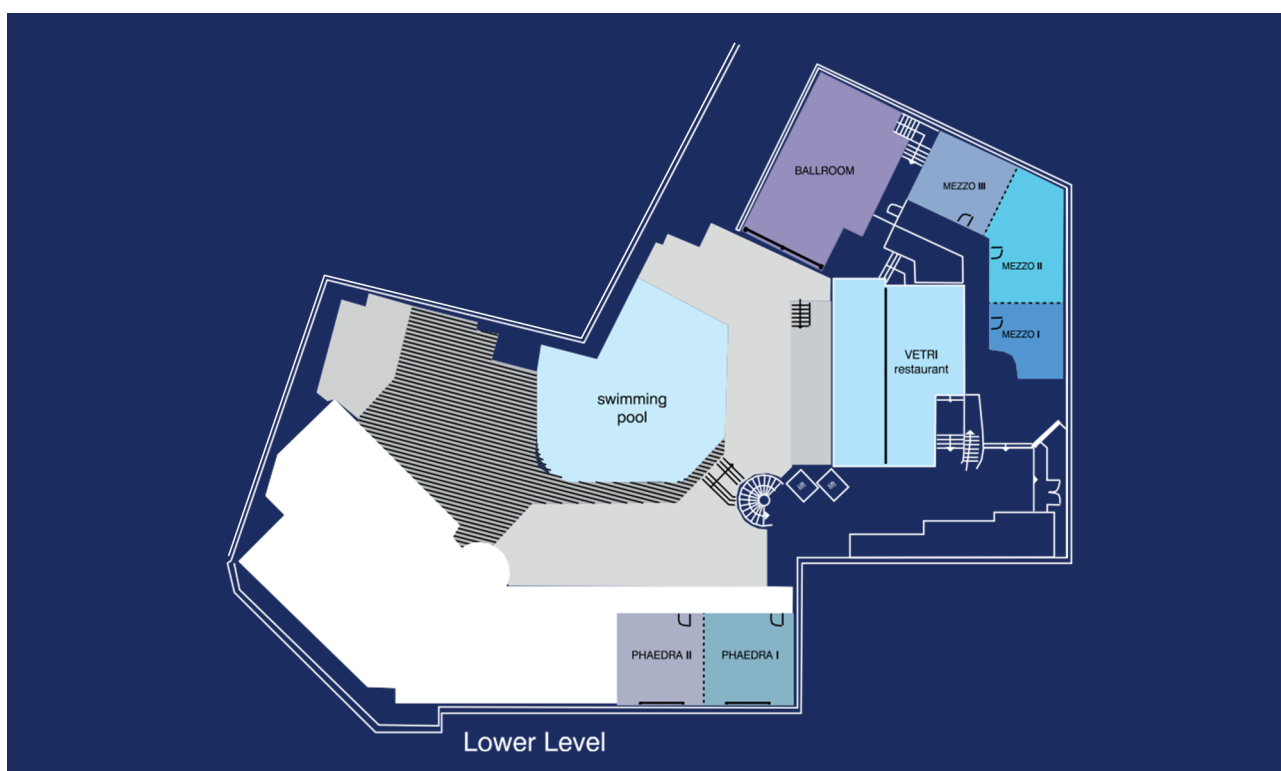 BALLROOM
MEZZO III
MEZZO II
MEZZO I
VETRI
restaurant
swimming
pool
lift
lift
PHAEDRA II
PHAEDRA I
Lower Level